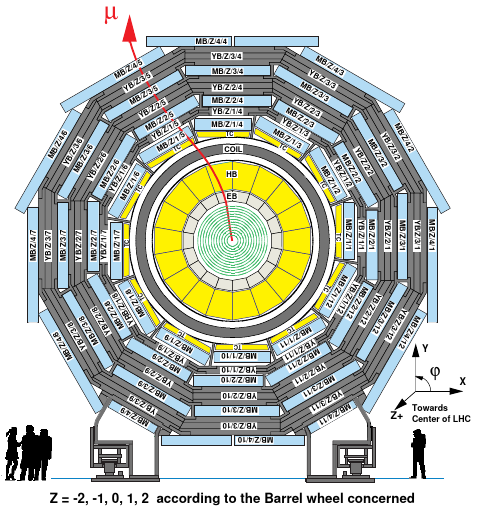 μ
MB/Z/4/4
YB/Z/3/4
MB/Z/3/4
YB/Z/2/4
MB/Z/2/4
YB/Z/1/4
MB/Z/1/4
TC
MB/Z/4/5
YB/Z/3/5
MB/Z/3/5
YB/Z/2/5
MB/Z/2/5
YB/Z/1/5
MB/Z/1/5
TC
MB/Z/4/3
YB/Z/3/3
MB/Z/3/3
YB/Z/2/3
MB/Z/2/3
YB/Z/1/3
MB/Z/1/3
TC
COIL
HB
EB
MB/Z/4/6
YB/Z/3/6
MB/Z/3/6
YB/Z/2/6
MB/Z/2/6
YB/Z/1/6
MB/Z/1/6
TC
MB/Z/4/2
YB/Z/3/2
MB/Z/3/2
YB/Z/2/2
MB/Z/2/2
YB/Z/1/2
MB/Z/1/2
TC
MB/Z/4/7
YB/Z/3/7
MB/Z/3/7
YB/Z/2/7
MB/Z/2/7
YB/Z/1/7
MB/Z/1/7
TC
TC
MB/Z/1/1
YB/Z/1/1
MB/Z/2/1
YB/Z/2/1
MB/Z/3/1
YB/Z/3/1
MB/Z/4/1
MB/Z/4/8
YB/Z/3/8
MB/Z/3/8
YB/Z/2/8
MB/Z/2/8
YB/Z/1/8
MB/Z/1/8
TC
TC
MB/Z/1/12
YB/Z/1/12
MB/Z/2/12
YB/Z/2/12
MB/Z/3/12
YB/Z/3/12
MB/Z/4/12
TC
MB/Z/1/9
YB/Z/1/9
MB/Z/2/9
YB/Z/2/9
MB/Z/3/9
YB/Z/3/9
MB/Z/4/9
TC
MB/Z/1/10
YB/Z/1/10
MB/Z/2/10
YB/Z/2/10
MB/Z/3/10
YB/Z/3/10
MB/Z/4/10
TC
MB/Z/1/11
YB/Z/1/11
MB/Z/2/11
YB/Z/2/11
MB/Z/3/11
YB/Z/3/11
MB/Z/4/11
Y
φ
X
Z+
Towards
Center of LHC
Z = -2, -1, 0, 1, 2 according to the Barrel wheel concerned